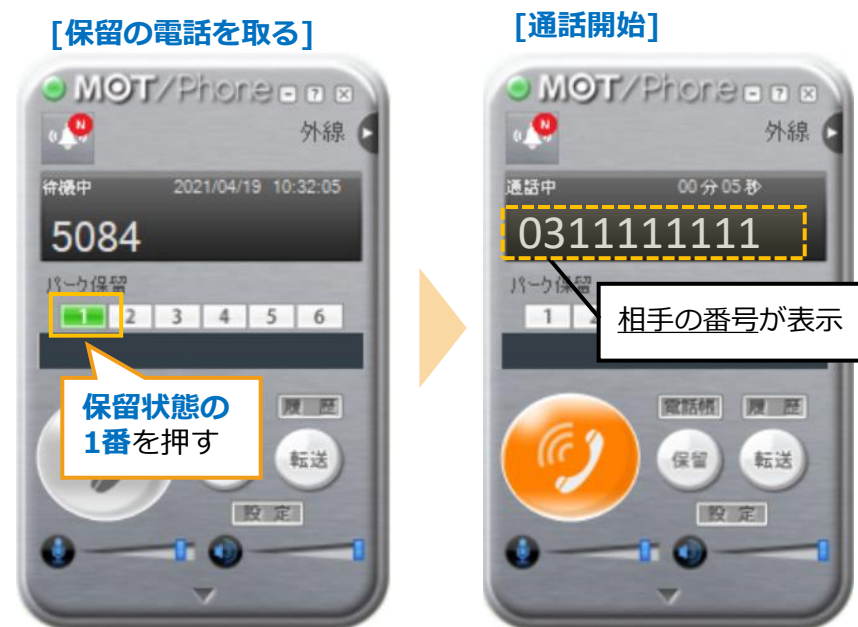 [保留の電話を取る]
MOT/Phone
N
外線
待機中 2021/04/19 10:32:05
5084
パーク保留
1 2 3 4 5 6
保留状態の
1番を押す
履 歴
転送
設 定
[通話開始]
MOT/Phone
N
外線
通話中 00分05秒
0311111111
パーク保留
1
相手の番号が表示
電話帳 履 歴
保留 転送
設 定